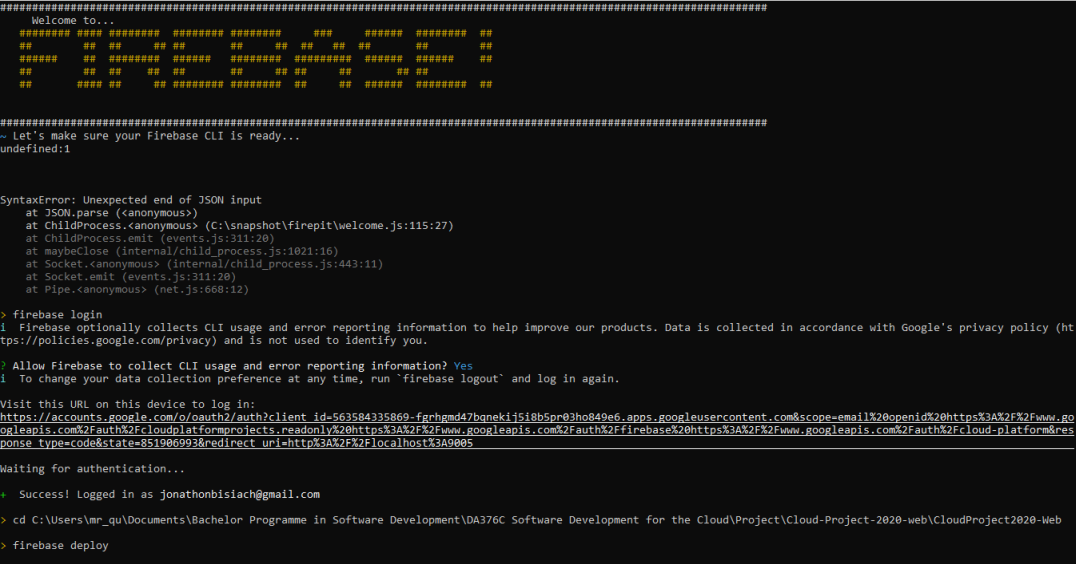 ################################################################################################################################
Welcome to...
######## #### ########  ######## ########     ###     ######  ########  ##
##        ##  ##     ## ##       ##     ##  ## ##   ##    ## ##        ##
######    ##  ########  ######   ########  ######### ######  ######    ##
##        ##  ##    ##  ##       ##     ## ##     ##       ## ##
##       #### ##     ## ######## ########  ##     ##  ######  ########  ##
################################################################################################################################
~ Let's make sure your Firebase CLI is ready...
undefined:1
SyntaxError: Unexpected end of JSON input
at JSON.parse (<anonymous>)
at ChildProcess.<anonymous> (C:\snapshot\firepit\welcome.js:115:27)
at ChildProcess.emit (events.js:311:20)
at maybeClose (internal/child_process.js:1021:16)
at Socket.<anonymous> (internal/child_process.js:443:11)
at Socket.emit (events.js:311:20)
at Pipe.<anonymous> (net.js:668:12)
> firebase login
i  Firebase optionally collects CLI usage and error reporting information to help improve our products. Data is collected in accordance with Google's privacy policy (ht
tps://policies.google.com/privacy) and is not used to identify you.
? Allow Firebase to collect CLI usage and error reporting information? Yes
i  To change your data collection preference at any time, run `firebase logout` and log in again.
Visit this URL on this device to log in:
https://accounts.google.com/o/oauth2/auth?client_id=563584335869-fgrhgmd47bqnekij5i8b5pr03ho849e6.apps.googleusercontent.com&scope=email%20openid%20https%3A%2F%2Fwww.go
ogleapis.com%2Fauth%2Fcloudplatformprojects.readonly%20https%3A%2F%2Fwww.googleapis.com%2Fauth%2Ffirebase%20https%3A%2F%2Fwww.googleapis.com%2Fauth%2Fcloud-platform&res
ponse_type=code&state=851906993&redirect_uri=http%3A%2F%2Flocalhost%3A9005
Waiting for authentication...
+  Success! Logged in as jonathonbisiach@gmail.com
> cd C:\Users\mr_qu\Documents\Bachelor Programme in Software Development\DA376C Software Development for the Cloud\Project\Cloud-Project-2020-web\CloudProject2020-Web
> firebase deploy